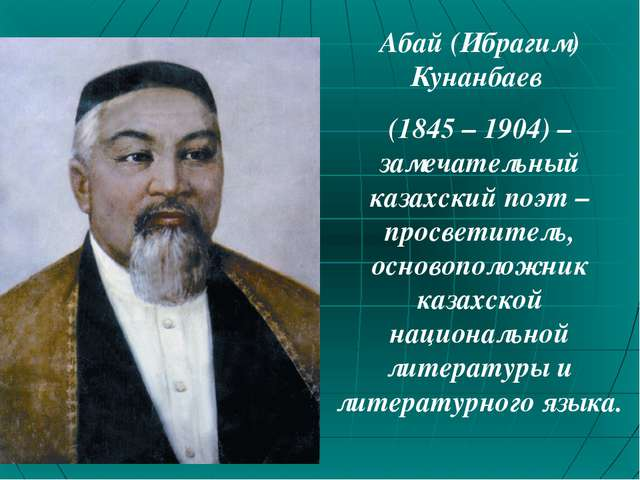 Абай (Ибрагим)
Кунанбаев
(1845 – 1904) –
замечательный
казахский поэт –
просветитель,
основоположник
казахской
национальной
литературы и
литературного языка.